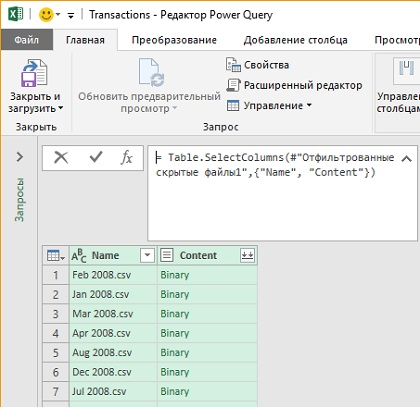 Transactions - Редактор Power Query
Файл Главная Преобразование Добавление столбца Просмот
Закрыть и загрузить
Закрыть
Обновить предварительный просмотр
Свойства
Расширенный редактор
Управление
Запрос
Управлен
столбцам
Запросы
fx
= Table.SelectColumns(#"Отфильтрованные
скрытые файлы1",{"Name", "Content"})
ABC Name Content
1 Feb 2008.csv Binary
2 Jan 2008.csv Binary
3 Mar 2008.csv Binary
4 Apr 2008.csv Binary
5 Aug 2008.csv Binary
6 Dec 2008.csv Binary
7 Jul 2008.csv Binary